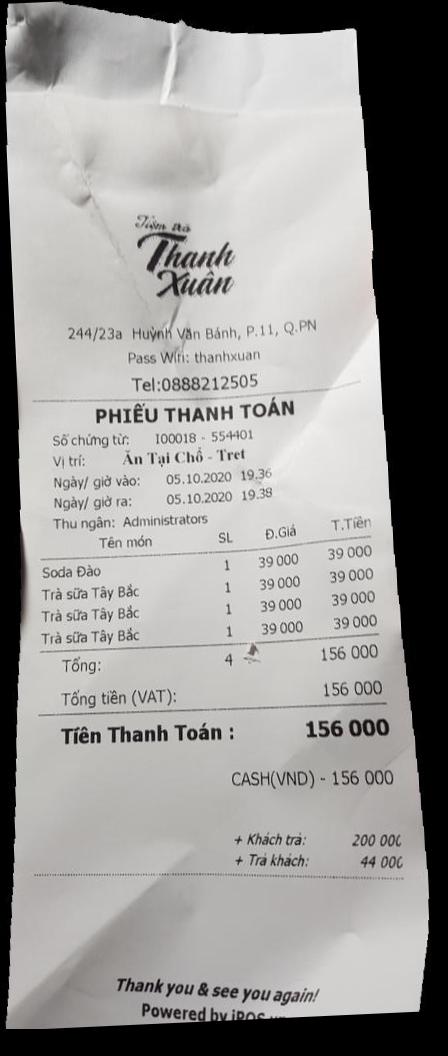 Tiệm trà
Thanh
Xuân
244/23a Huỳnh Văn Bánh, P.11, Q.PN
Pass Wifi: thanhxuan
Tel:0888212505
PHIẾU THANH TOÁN
Số chứng từ: I00018 - 554401
Vị trí: Ăn Tại Chỗ - Tret
Ngày/ giờ vào: 05.10.2020 19.36
Ngày/ giờ ra: 05.10.2020 19.38
Thu ngân: Administrators
Tên món SL Đ.Giá T.Tiền
Soda Đào 1 39 000 39 000
Trà sữa Tây Bắc 1 39 000 39 000
Trà sữa Tây Bắc 1 39 000 39 000
Trà sữa Tây Bắc 1 39 000 39 000
Tổng: 4 156 000
Tổng tiền (VAT): 156 000
Tiền Thanh Toán : 156 000
CASH(VND) - 156 000
+ Khách trả: 200 000
+ Trả khách: 44 000
Thank you & see you again!
Powered by iPOS